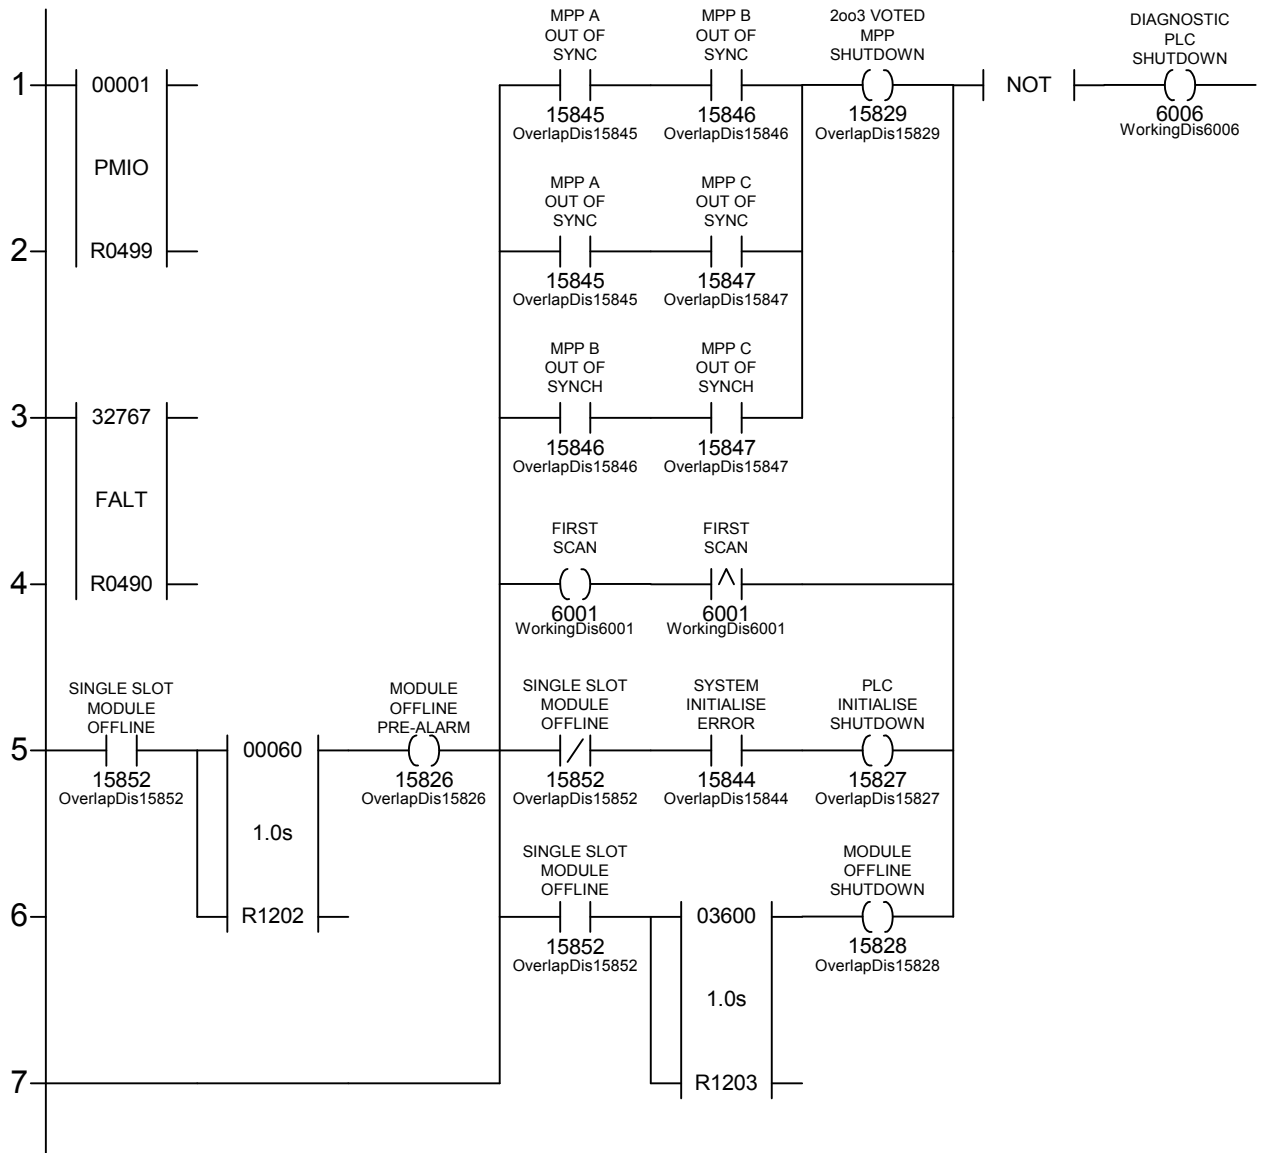 MPP A
OUT OF
SYNC
MPP B
OUT OF
SYNC
2oo3 VOTED
MPP
SHUTDOWN
DIAGNOSTIC
PLC
SHUTDOWN
1
00001
NOT
15845
OverlapDis15845
15846
OverlapDis15846
15829
OverlapDis15829
6006
WorkingDis6006
PMIO
MPP A
OUT OF
SYNC
MPP C
OUT OF
SYNC
2
R0499
15845
OverlapDis15845
15847
OverlapDis15847
MPP B
OUT OF
SYNCH
MPP C
OUT OF
SYNCH
3
32767
15846
OverlapDis15846
15847
OverlapDis15847
FALT
FIRST
SCAN
FIRST
SCAN
4
R0490
6001
WorkingDis6001
6001
WorkingDis6001
SINGLE SLOT
MODULE
OFFLINE
MODULE
OFFLINE
PRE-ALARM
SINGLE SLOT
MODULE
OFFLINE
SYSTEM
INITIALISE
ERROR
PLC
INITIALISE
SHUTDOWN
5
00060
15852
OverlapDis15852
15826
OverlapDis15826
15852
OverlapDis15852
15844
OverlapDis15844
15827
OverlapDis15827
1.0s
SINGLE SLOT
MODULE
OFFLINE
MODULE
OFFLINE
SHUTDOWN
6
R1202
03600
15852
OverlapDis15852
15828
OverlapDis15828
1.0s
7
R1203